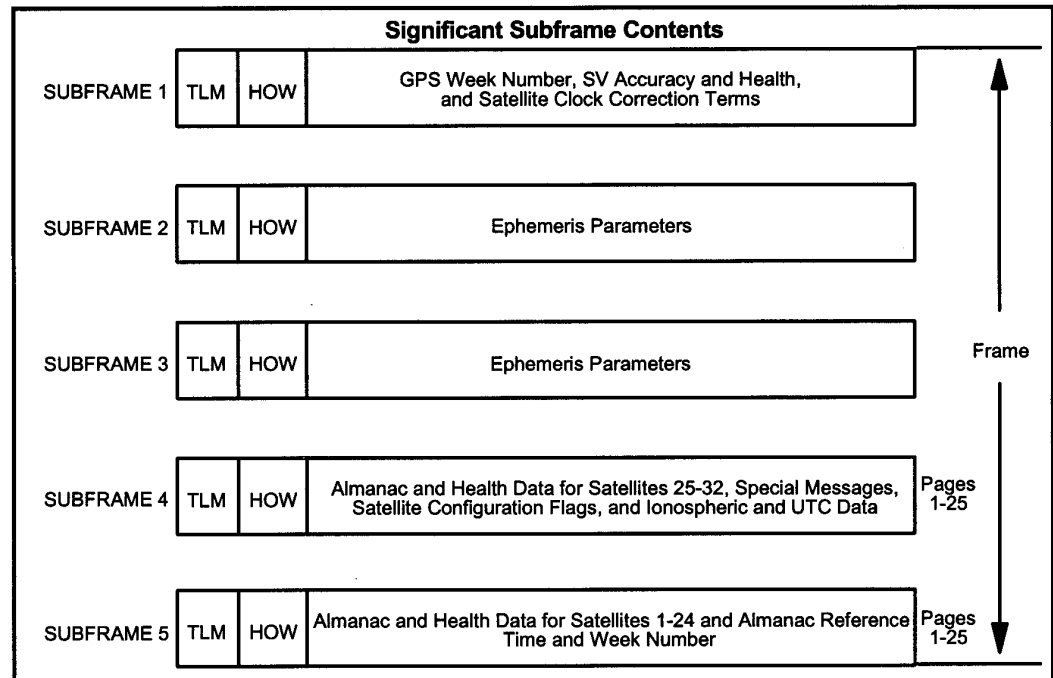 Significant Subframe Contents
SUBFRAME 1 TLM HOW GPS Week Number, SV Accuracy and Health,
and Satellite Clock Correction Terms
SUBFRAME 2 TLM HOW Ephemeris Parameters
SUBFRAME 3 TLM HOW Ephemeris Parameters
Frame
SUBFRAME 4 TLM HOW Almanac and Health Data for Satellites 25-32, Special Messages,
Satellite Configuration Flags, and Ionospheric and UTC Data
Pages
1-25
SUBFRAME 5 TLM HOW Almanac and Health Data for Satellites 1-24 and Almanac Reference
Time and Week Number
Pages
1-25